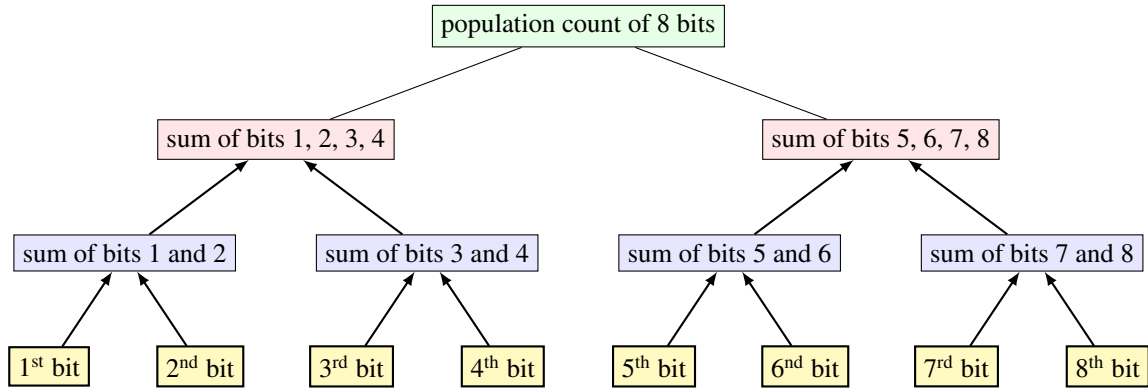 population count of 8 bits
sum of bits 1, 2, 3, 4
sum of bits 5, 6, 7, 8
sum of bits 1 and 2
sum of bits 3 and 4
sum of bits 5 and 6
sum of bits 7 and 8
1st bit
2nd bit
3rd bit
4th bit
5th bit
6nd bit
7rd bit
8th bit